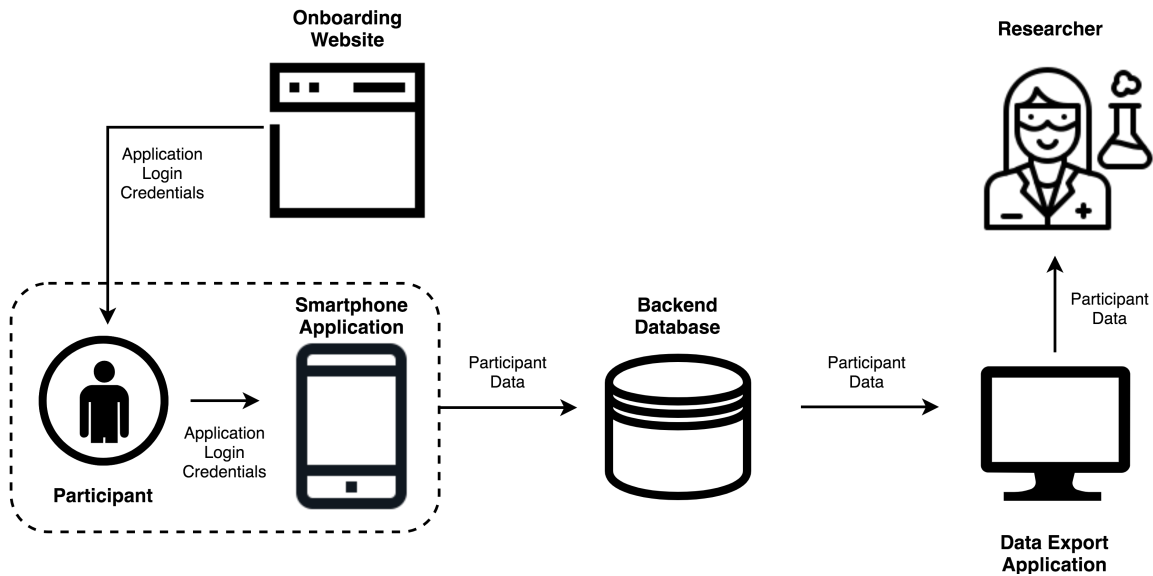 Onboarding
Website
Researcher
Application
Login
Credentials
Smartphone
Application
Backend
Database
Participant
Data
Participant
Data
Participant
Data
Application
Login
Credentials
Participant
Data Export
Application